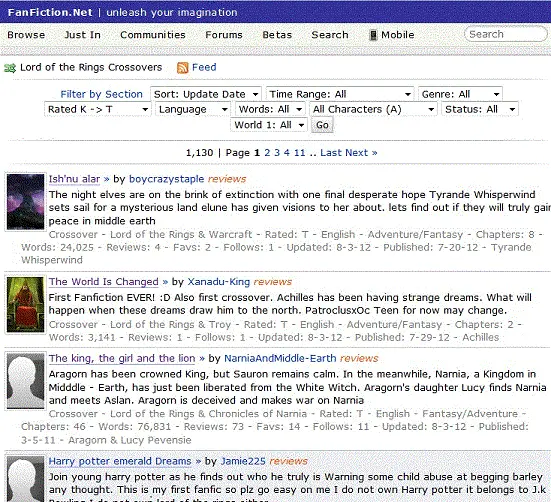 FanFiction.Net | unleash your imagination
Browse Just In Communities Forums Betas Search Mobile Search
Lord of the Rings Crossovers Feed
Filter by Section Sort: Update Date Time Range: All Genre: All
Rated K -> T Language Words: All All Characters (A) Status: All
World 1: All Go
1,130 | Page 1 2 3 4 11 .. Last Next »
Ish'nu alar » by boycrazystaple reviews
The night elves are on the brink of extinction with one final desperate hope Tyrande Whisperwind
sets sail for a mysterious land elune has given visions to her about. lets find out if they will truly gain
peace in middle earth
Crossover - Lord of the Rings & Warcraft - Rated: T - English - Adventure/Fantasy - Chapters: 8 -
Words: 24,025 - Reviews: 4 - Favs: 2 - Follows: 1 - Updated: 8-3-12 - Published: 7-20-12 - Tyrande
Whisperwind
The World Is Changed » by Xanadu-King reviews
First Fanfiction EVER! :D Also first crossover. Achilles has been having strange dreams. What will
happen when these dreams draw him to the north. PatroclusxOc Teen for now may change.
Crossover - Lord of the Rings & Troy - Rated: T - English - Adventure/Fantasy - Chapters: 2 -
Words: 3,141 - Reviews: 1 - Follows: 1 - Updated: 8-3-12 - Published: 7-29-12 - Achilles
The king, the girl and the lion » by NarniaAndMiddle-Earth reviews
Aragorn has been crowned King, but Sauron remains calm. In the meanwhile, Narnia, a Kingdom in
Midddle - Earth, has just been liberated from the White Witch. Aragorn's daughter Lucy finds Narnia
and meets Aslan. Aragorn is deceived and makes war on Narnia
Crossover - Lord of the Rings & Chronicles of Narnia - Rated: T - English - Fantasy/Adventure -
Chapters: 46 - Words: 76,831 - Reviews: 73 - Favs: 14 - Follows: 11 - Updated: 8-3-12 - Published:
3-5-11 - Aragorn & Lucy Pevensie
Harry potter emerald Dreams » by Jamie225 reviews
Join young harry potter as he finds out who he truly is Warning some child abuse at begging barley
any thought. This is my first fanfic so plz go easy on me I do not own Harry potter it belongs to J.k
Rowling I do not own lord of the rings either